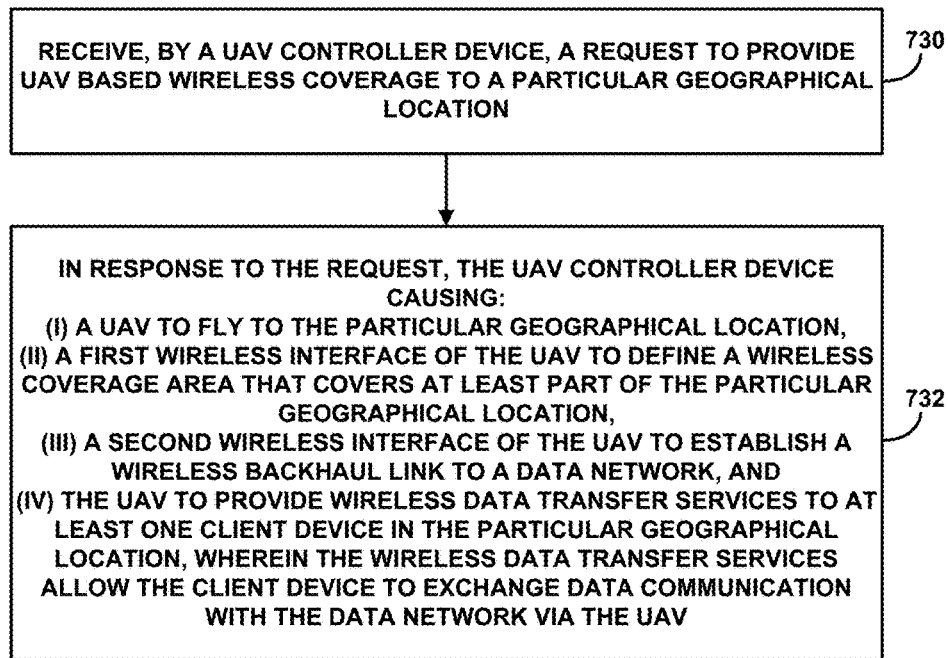 RECEIVE, BY A UAV CONTROLLER DEVICE, A REQUEST TO PROVIDE
UAV BASED WIRELESS COVERAGE TO A PARTICULAR GEOGRAPHICAL
LOCATION
730
IN RESPONSE TO THE REQUEST, THE UAV CONTROLLER DEVICE
CAUSING:
(I) A UAV TO FLY TO THE PARTICULAR GEOGRAPHICAL LOCATION,
(II) A FIRST WIRELESS INTERFACE OF THE UAV TO DEFINE A WIRELESS
COVERAGE AREA THAT COVERS AT LEAST PART OF THE PARTICULAR
GEOGRAPHICAL LOCATION,
(III) A SECOND WIRELESS INTERFACE OF THE UAV TO ESTABLISH A
WIRELESS BACKHAUL LINK TO A DATA NETWORK, AND
(IV) THE UAV TO PROVIDE WIRELESS DATA TRANSFER SERVICES TO AT
LEAST ONE CLIENT DEVICE IN THE PARTICULAR GEOGRAPHICAL
LOCATION, WHEREIN THE WIRELESS DATA TRANSFER SERVICES
ALLOW THE CLIENT DEVICE TO EXCHANGE DATA COMMUNICATION
WITH THE DATA NETWORK VIA THE UAV
732